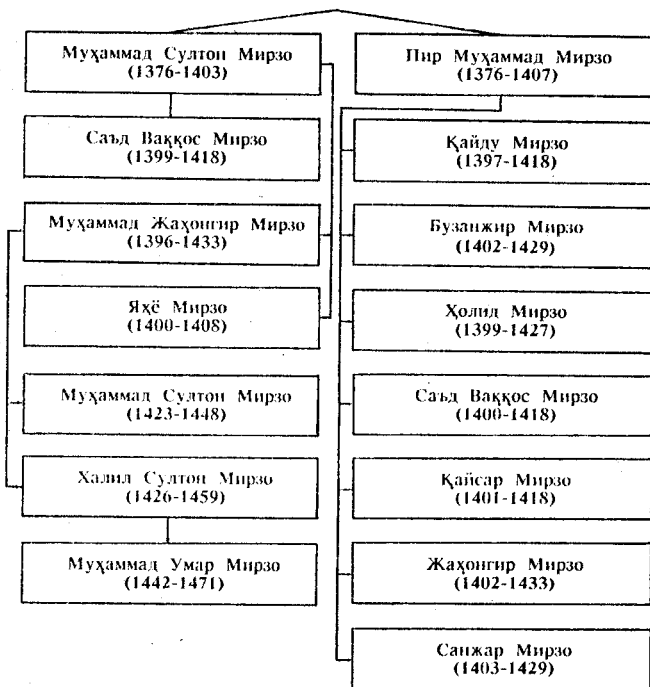 Муҳаммад Султон Мирзо
(1376-1403)
Саъд Ваққос Мирзо
(1399-1418)
Муҳаммад Жаҳонгир Мирзо
(1396-1433)
Яҳё Мирзо
(1400-1408)
Муҳаммад Султон Мирзо
(1423-1448)
Халил Султон Мирзо
(1426-1459)
Муҳаммад Умар Мирзо
(1442-1471)
Пир Муҳаммад Мирзо
(1376-1407)
Қайду Мирзо
(1397-1418)
Бузанжир Мирзо
(1402-1429)
Ҳолид Мирзо
(1399-1427)
Саъд Ваққос Мирзо
(1400-1418)
Қайсар Мирзо
(1401-1418)
Жаҳонгир Мирзо
(1402-1433)
Санжар Мирзо
(1403-1429)